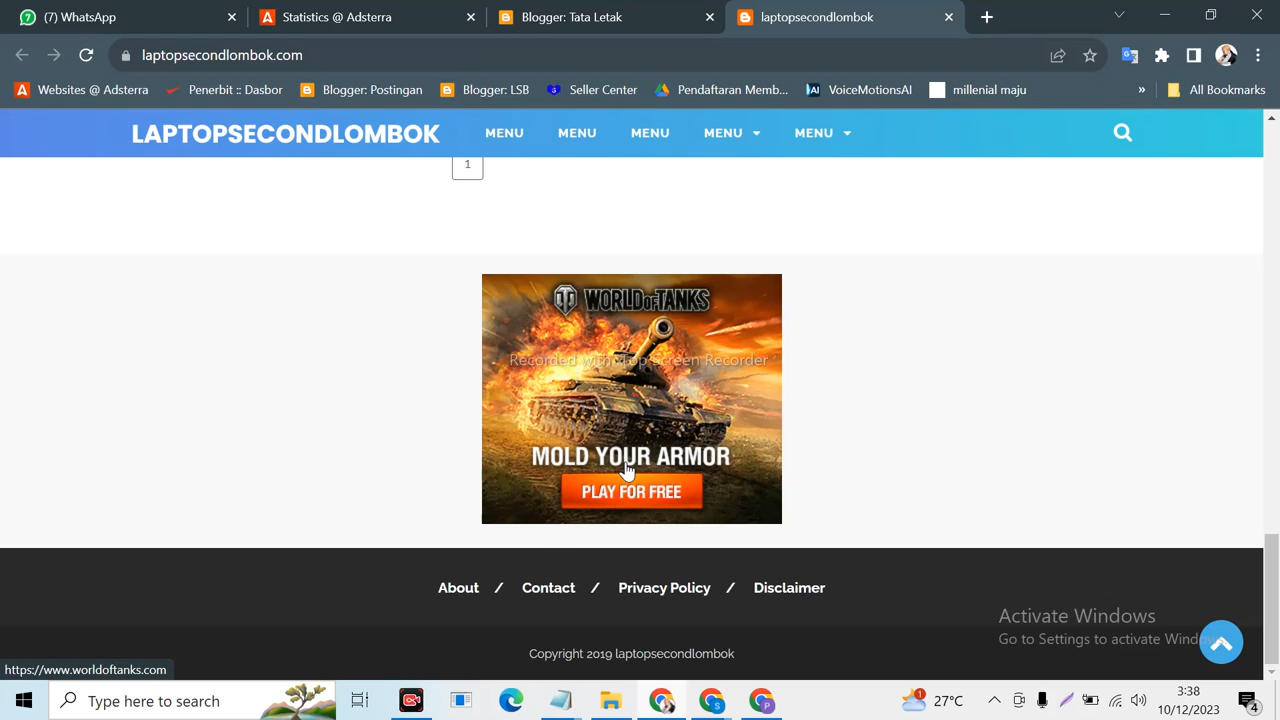 (7) WhatsApp
Statistics @ Adsterra
Blogger: Tata Letak
laptopsecondlombok
laptopsecondlombok.com
Websites @ Adsterra
Penerbit :: Dasbor
Blogger: Postingan
Blogger: LSB
Seller Center
Pendaftaran Memb...
VoiceMotionsAI
millenial maju
»
All Bookmarks
LAPTOPSECONDLOMBOK
MENU
MENU
MENU
MENU
MENU
1
WORLD OF TANKS
Recorded with iTop Screen Recorder
MOLD YOUR ARMOR
PLAY FOR FREE
About / Contact / Privacy Policy / Disclaimer
Activate Windows
Go to Settings to activate Windows.
Copyright 2019 laptopsecondlombok
https://www.worldoftanks.com
Type here to search
27°C
3:38
10/12/2023
4